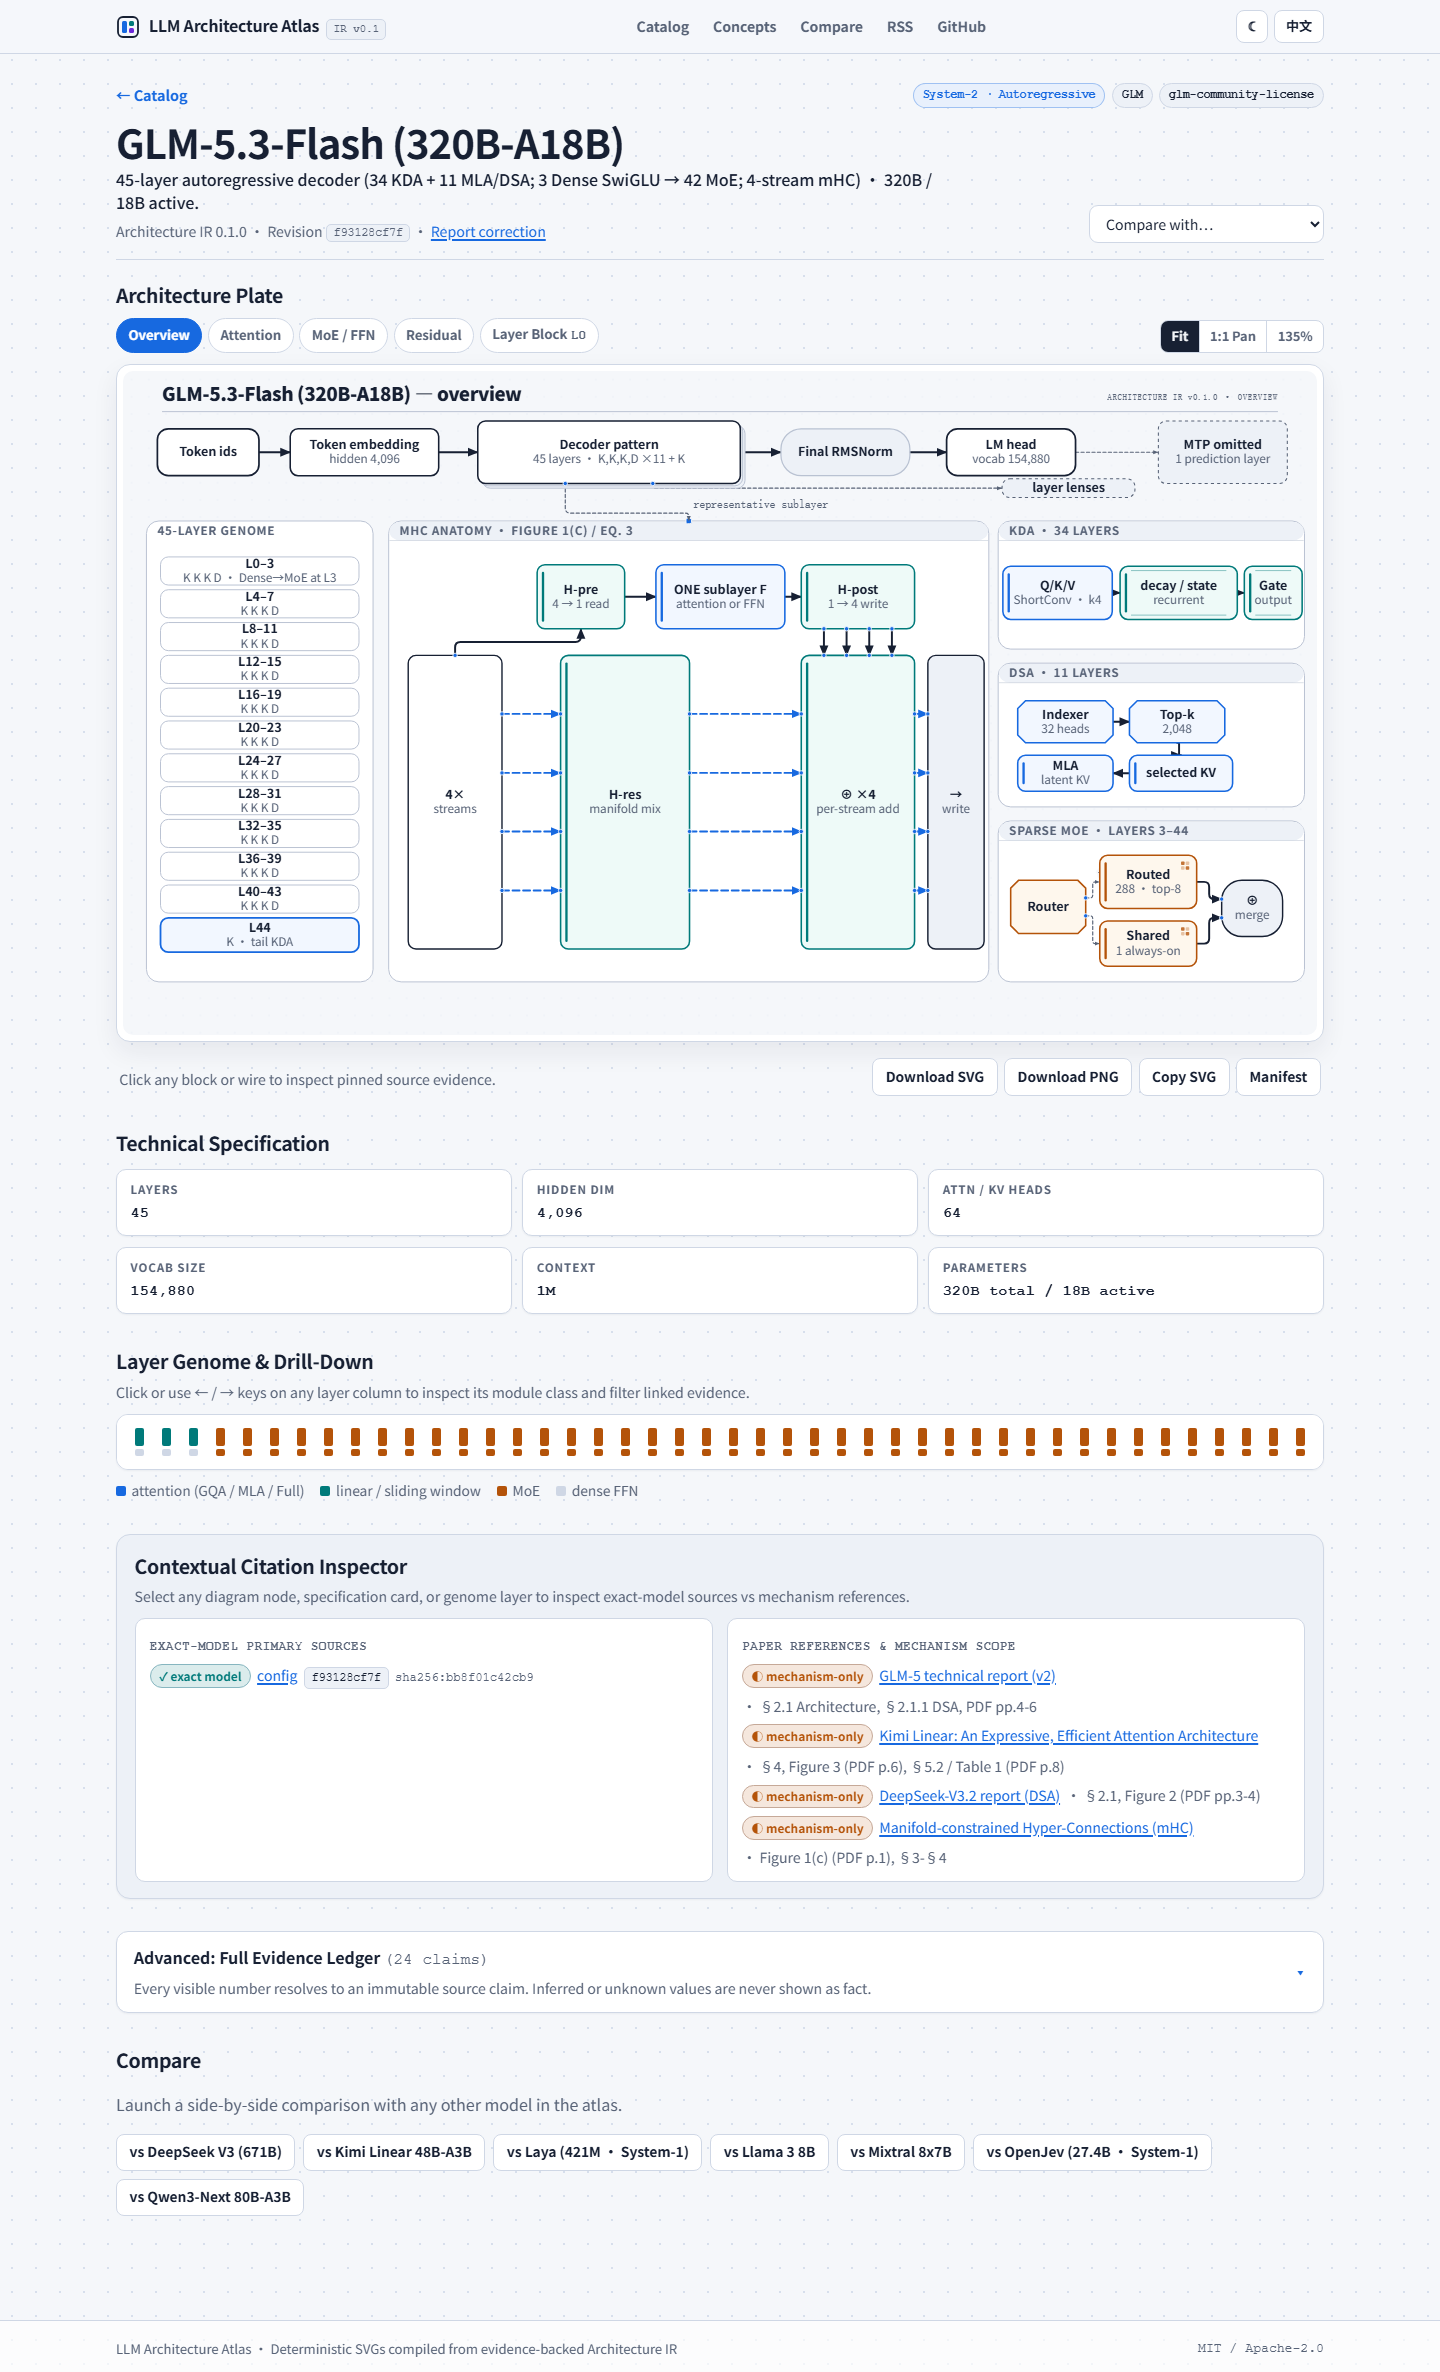 LLM Architecture Atlas IR v0.1
Catalog Concepts Compare RSS GitHub
☾ 中文
← Catalog
System-2 · Autoregressive GLM glm-community-license
GLM-5.3-Flash (320B-A18B)
45-layer autoregressive decoder (34 KDA + 11 MLA/DSA; 3 Dense SwiGLU → 42 MoE; 4-stream mHC) • 320B /
18B active.
Architecture IR 0.1.0 • Revision f93128cf7f • Report correction
Compare with...
Architecture Plate
Overview Attention MoE / FFN Residual Layer Block L0
Fit 1:1 Pan 135%
GLM-5.3-Flash (320B-A18B) — overview
ARCHITECTURE IR v0.1.0 • OVERVIEW
Token ids
Token embedding
hidden 4,096
Decoder pattern
45 layers • K,K,K,D ×11 + K
Final RMSNorm
LM head
vocab 154,880
MTP omitted
1 prediction layer
layer lenses
representative sublayer
45-LAYER GENOME
L0–3
K K K D • Dense→MoE at L3
L4–7
K K K D
L8–11
K K K D
L12–15
K K K D
L16–19
K K K D
L20–23
K K K D
L24–27
K K K D
L28–31
K K K D
L32–35
K K K D
L36–39
K K K D
L40–43
K K K D
L44
K • tail KDA
MHC ANATOMY • FIGURE 1(C) / EQ. 3
H-pre
4 → 1 read
ONE sublayer F
attention or FFN
H-post
1 → 4 write
4×
streams
H-res
manifold mix
⊕ ×4
per-stream add
→
write
KDA • 34 LAYERS
Q/K/V
ShortConv • k4
decay / state
recurrent
Gate
output
DSA • 11 LAYERS
Indexer
32 heads
Top-k
2,048
MLA
latent KV
selected KV
SPARSE MOE • LAYERS 3–44
Router
Routed
288 • top-8
Shared
1 always-on
⊕
merge
Click any block or wire to inspect pinned source evidence.
Download SVG Download PNG Copy SVG Manifest
Technical Specification
LAYERS
45
HIDDEN DIM
4,096
ATTN / KV HEADS
64
VOCAB SIZE
154,880
CONTEXT
1M
PARAMETERS
320B total / 18B active
Layer Genome & Drill-Down
Click or use ← / → keys on any layer column to inspect its module class and filter linked evidence.
attention (GQA / MLA / Full) linear / sliding window MoE dense FFN
Contextual Citation Inspector
Select any diagram node, specification card, or genome layer to inspect exact-model sources vs mechanism references.
EXACT-MODEL PRIMARY SOURCES
✓ exact model config f93128cf7f sha256:bb8f01c42cb9
PAPER REFERENCES & MECHANISM SCOPE
◐ mechanism-only GLM-5 technical report (v2)
• § 2.1 Architecture, § 2.1.1 DSA, PDF pp.4-6
◐ mechanism-only Kimi Linear: An Expressive, Efficient Attention Architecture
• § 4, Figure 3 (PDF p.6), § 5.2 / Table 1 (PDF p.8)
◐ mechanism-only DeepSeek-V3.2 report (DSA) • § 2.1, Figure 2 (PDF pp.3-4)
◐ mechanism-only Manifold-constrained Hyper-Connections (mHC)
• Figure 1(c) (PDF p.1), § 3- § 4
Advanced: Full Evidence Ledger (24 claims)
Every visible number resolves to an immutable source claim. Inferred or unknown values are never shown as fact.
Compare
Launch a side-by-side comparison with any other model in the atlas.
vs DeepSeek V3 (671B) vs Kimi Linear 48B-A3B vs Laya (421M • System-1) vs Llama 3 8B vs Mixtral 8x7B vs OpenJev (27.4B • System-1)
vs Qwen3-Next 80B-A3B
LLM Architecture Atlas • Deterministic SVGs compiled from evidence-backed Architecture IR
MIT / Apache-2.0